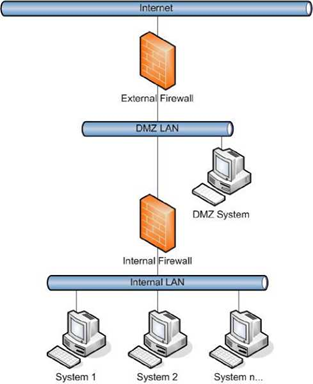 Internet
External Firewall
DMZ LAN
DMZ System
Internal Firewall
Internal LAN
System 1
System 2
System n...